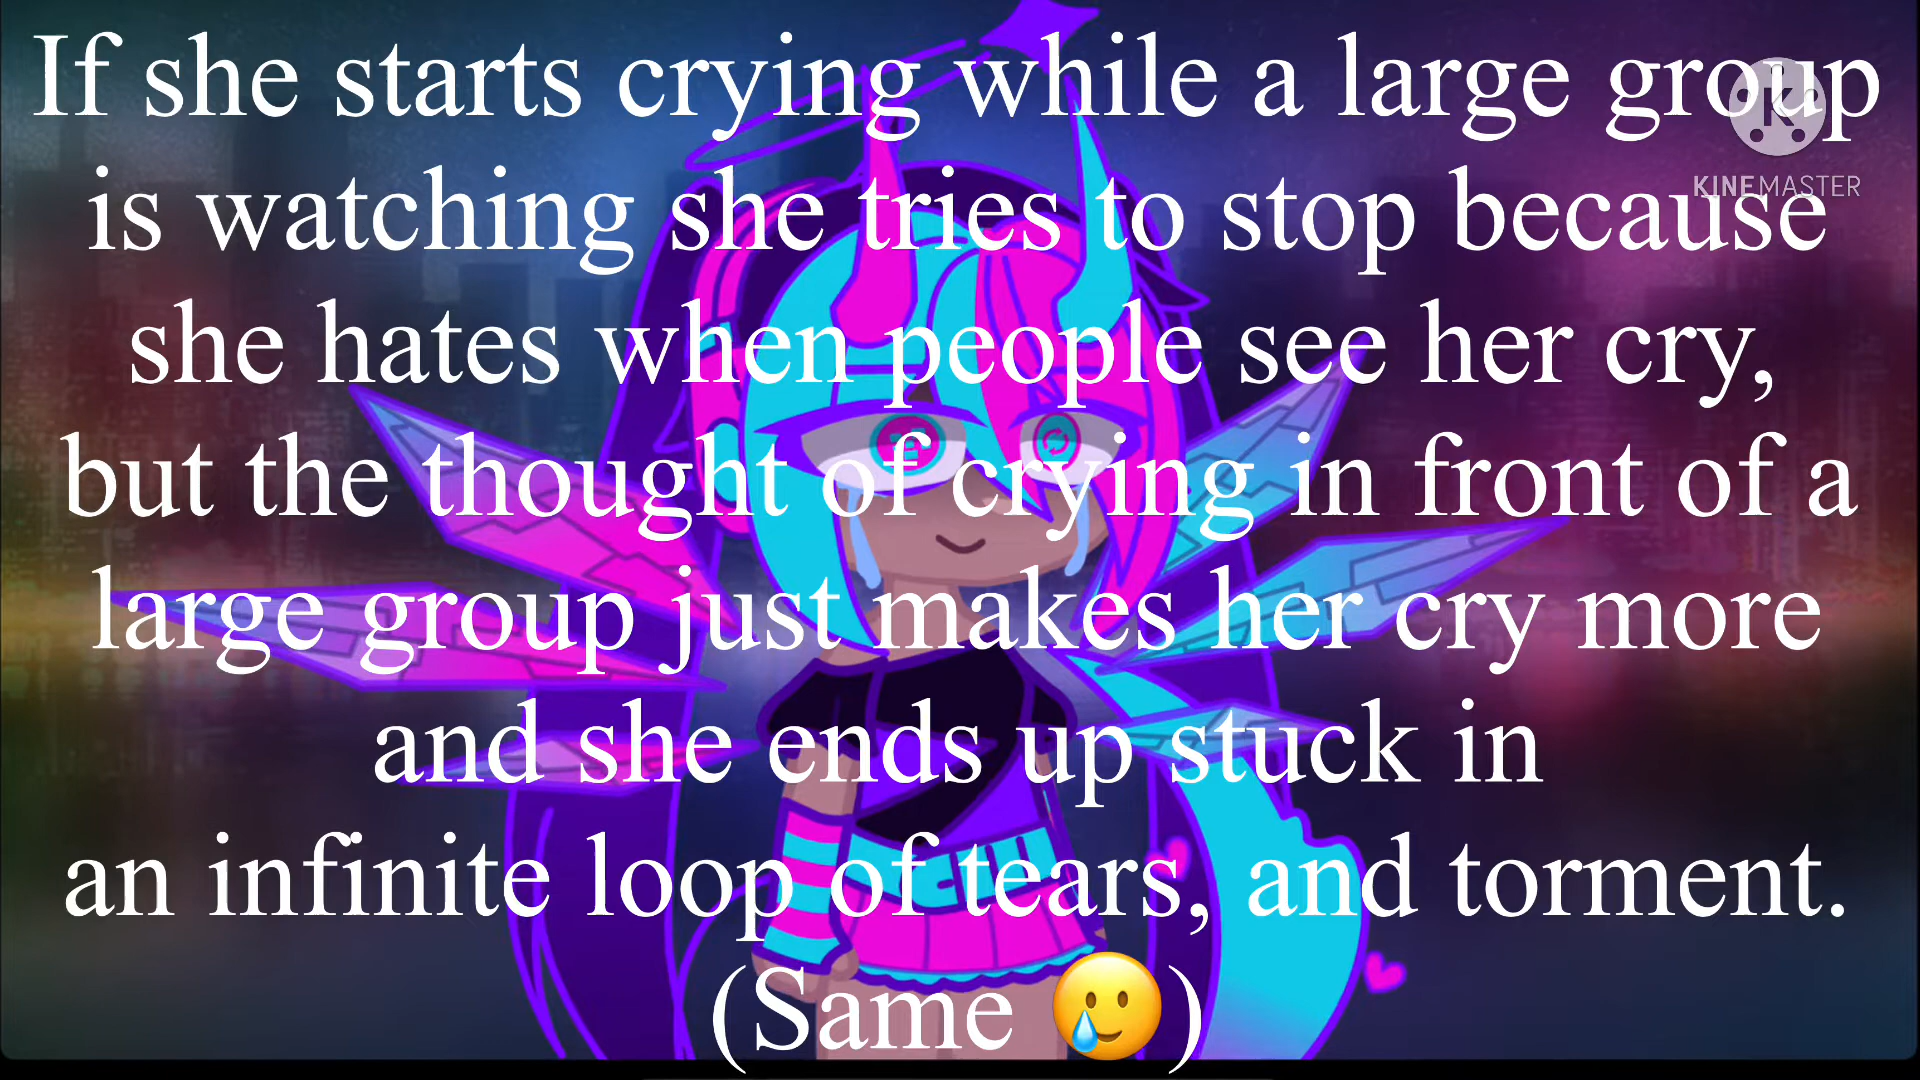 If she starts crying while a large group
is watching she tries to stop because
she hates when people see her cry,
but the thought of crying in front of a
large group just makes her cry more
and she ends up stuck in
an infinite loop of tears, and torment.
(Same 🥲)
K
KINEMASTER